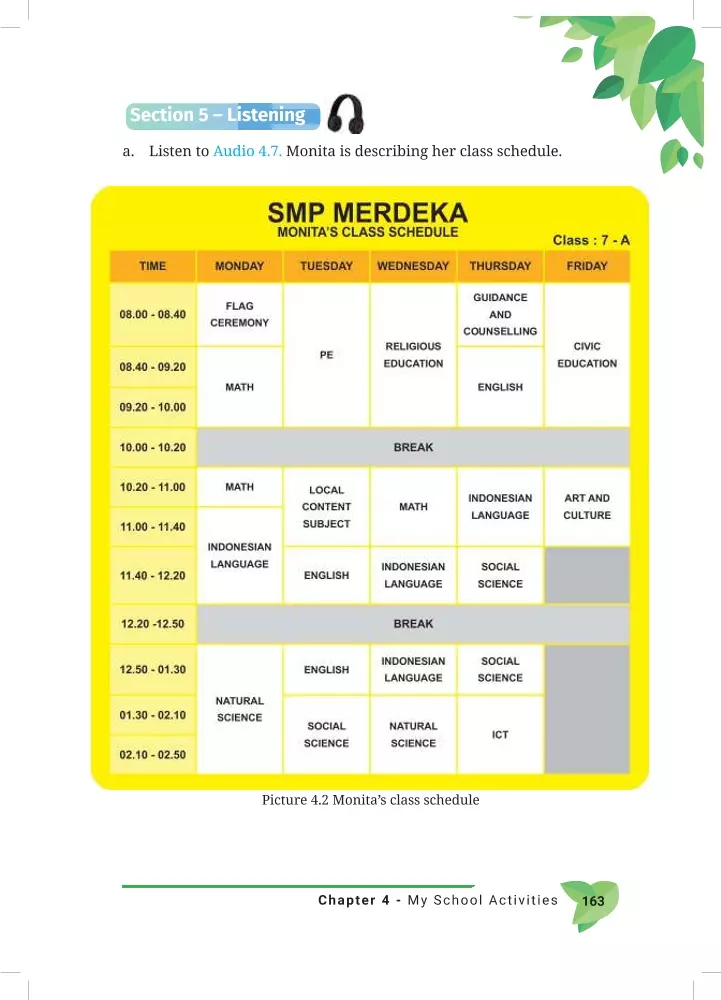 Section 5 – Listening
a. Listen to Audio 4.7. Monita is describing her class schedule.
SMP MERDEKA
MONITA'S CLASS SCHEDULE
Class : 7 - A
TIME MONDAY TUESDAY WEDNESDAY THURSDAY FRIDAY
08.00 - 08.40
FLAG
CEREMONY
PE
RELIGIOUS
EDUCATION
GUIDANCE
AND
COUNSELLING
CIVIC
EDUCATION
08.40 - 09.20
MATH
ENGLISH
09.20 - 10.00
10.00 - 10.20
BREAK
10.20 - 11.00
MATH
LOCAL
CONTENT
SUBJECT
MATH
INDONESIAN
LANGUAGE
ART AND
CULTURE
11.00 - 11.40
INDONESIAN
LANGUAGE
11.40 - 12.20
ENGLISH
INDONESIAN
LANGUAGE
SOCIAL
SCIENCE
12.20 -12.50
BREAK
12.50 - 01.30
NATURAL
SCIENCE
ENGLISH
INDONESIAN
LANGUAGE
SOCIAL
SCIENCE
01.30 - 02.10
SOCIAL
SCIENCE
NATURAL
SCIENCE
ICT
02.10 - 02.50
Picture 4.2 Monita’s class schedule
Chapter 4 - My School Activities 163